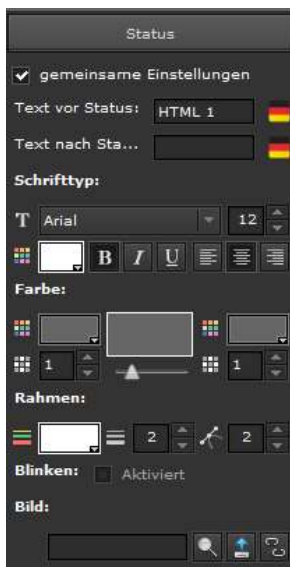 Status
gemeinsame Einstellungen
Text vor Status: HTML 1
Text nach Sta...
Schrifttyp:
T Arial 12
B I U
Farbe:
1 1
Rahmen:
2 2
Blinken: Aktiviert
Bild: